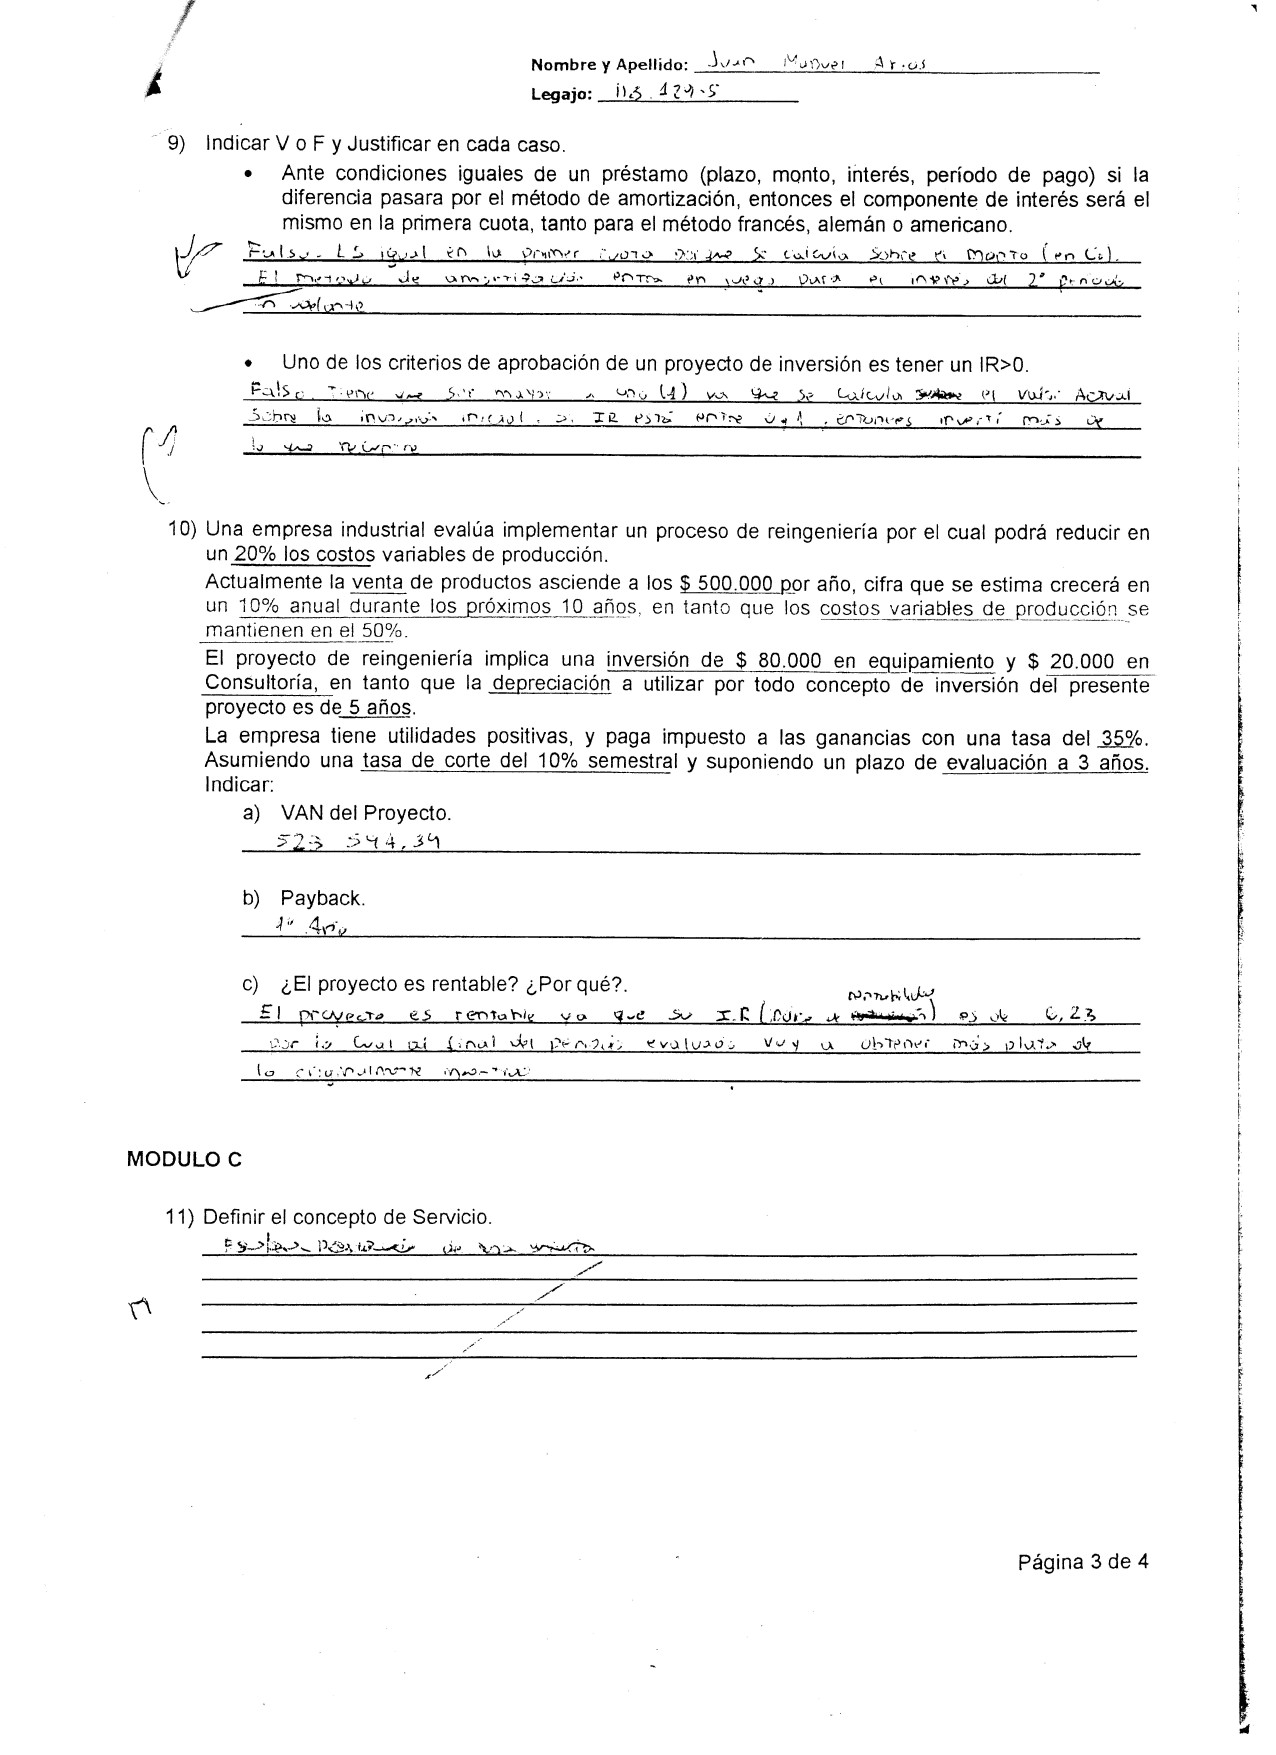 Nombre y Apellido: Juan Manuel Arias
Legajo: 113.129-5
9) Indicar V o F y Justificar en cada caso.
• Ante condiciones iguales de un préstamo (plazo, monto, interés, período de pago) si la
diferencia pasara por el método de amortización, entonces el componente de interés será el
mismo en la primera cuota, tanto para el método francés, alemán o americano.
Falso. Es igual en la primer cuota porque se calcula sobre el monto (en C0).
El metodo de amortización entra en juego para el interes del 2° periodo
en adelante
• Uno de los criterios de aprobación de un proyecto de inversión es tener un IR>0.
Falso. Tiene que ser mayor a uno (1) ya que se calcula el Valor Actual
sobre la inversión inicial. Si IR está entre 0 y 1, entonces invertí más de
lo que recupero
10) Una empresa industrial evalúa implementar un proceso de reingeniería por el cual podrá reducir en
un 20% los costos variables de producción.
Actualmente la venta de productos asciende a los $ 500.000 por año, cifra que se estima crecerá en
un 10% anual durante los próximos 10 años, en tanto que los costos variables de producción se
mantienen en el 50%.
El proyecto de reingeniería implica una inversión de $ 80.000 en equipamiento y $ 20.000 en
Consultoría, en tanto que la depreciación a utilizar por todo concepto de inversión del presente
proyecto es de 5 años.
La empresa tiene utilidades positivas, y paga impuesto a las ganancias con una tasa del 35%.
Asumiendo una tasa de corte del 10% semestral y suponiendo un plazo de evaluación a 3 años.
Indicar:
a) VAN del Proyecto.
523 544,34
b) Payback.
1° Año
c) ¿El proyecto es rentable? ¿Por qué?.
rentabilidad
El proyecto es rentable ya que su I.R (indice de ) es de 6,23
por lo cual al final del periodo evaluado voy a obtener más plata de
lo originalmente invertido
MODULO C
11) Definir el concepto de Servicio.
de una
Página 3 de 4